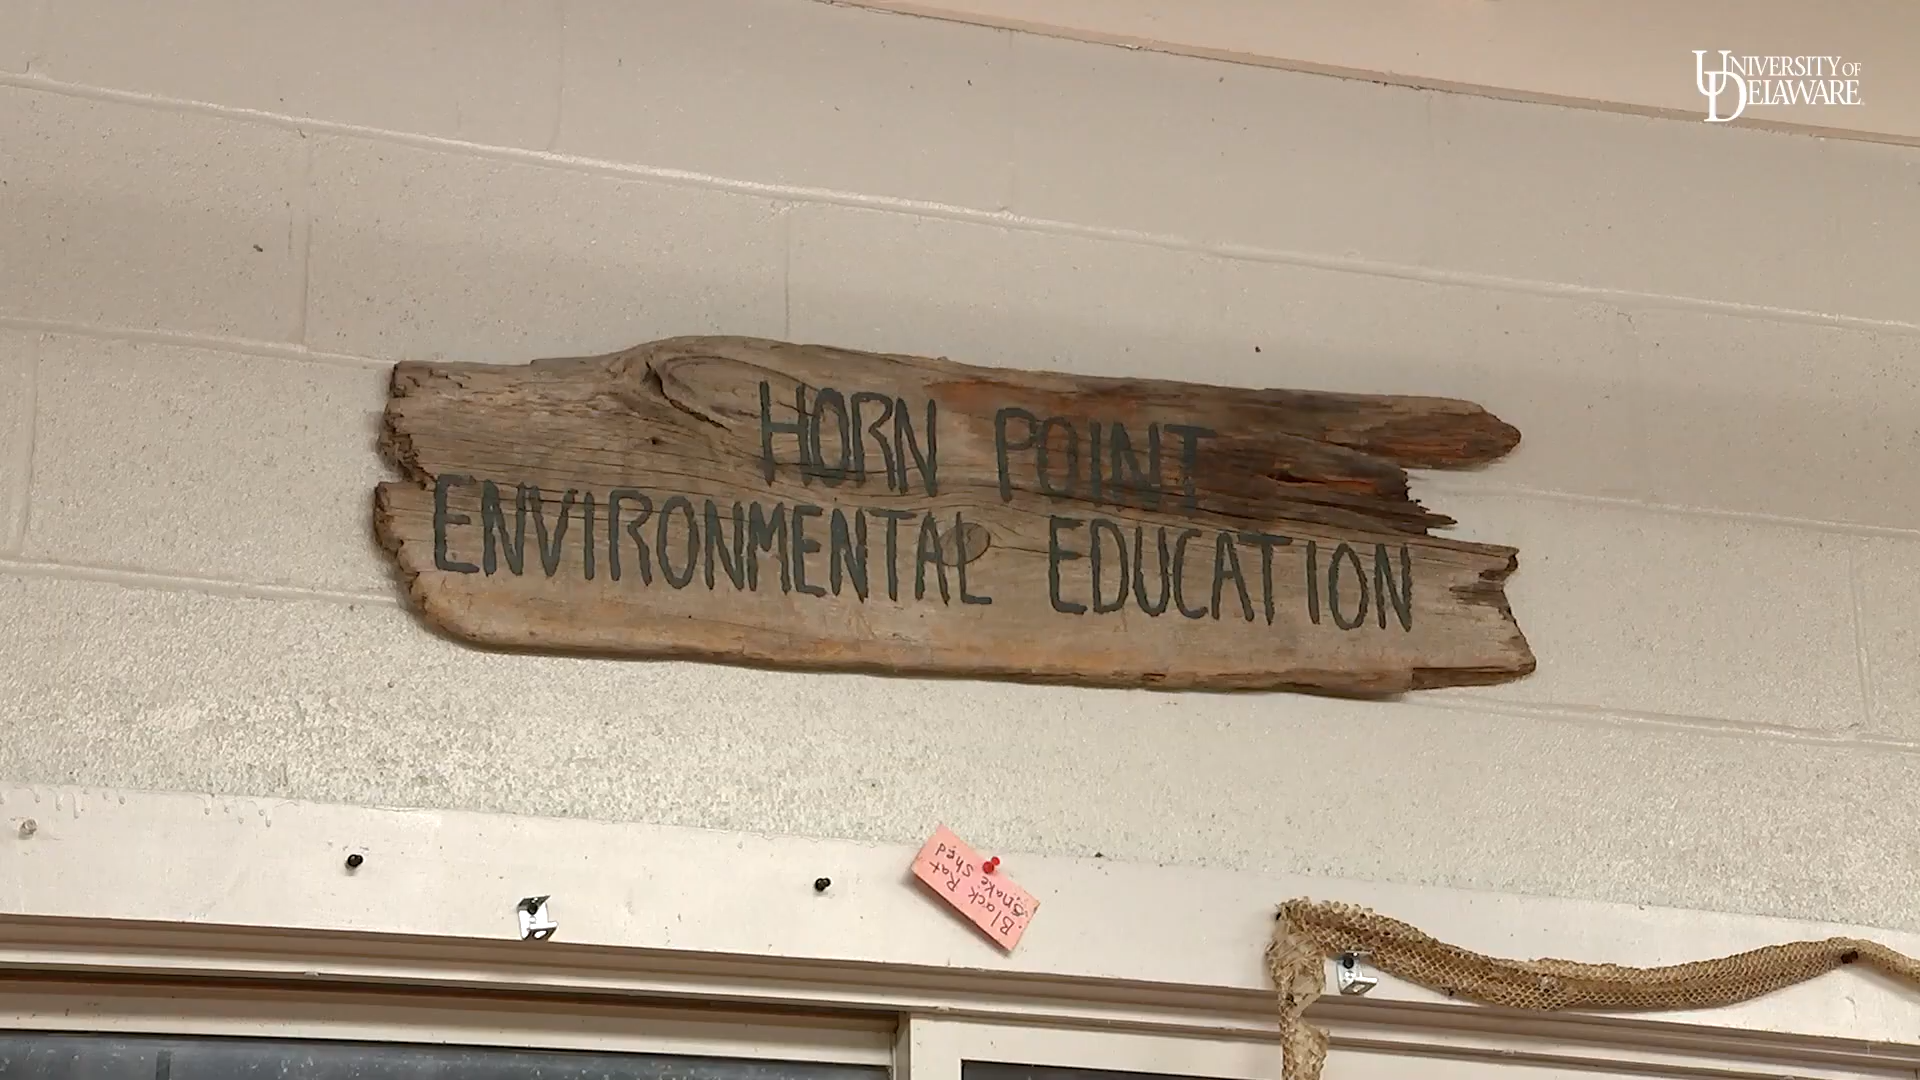 UNIVERSITY OF
DELAWARE
HORN POINT
ENVIRONMENTAL EDUCATION
Black Rat
Snake Shed